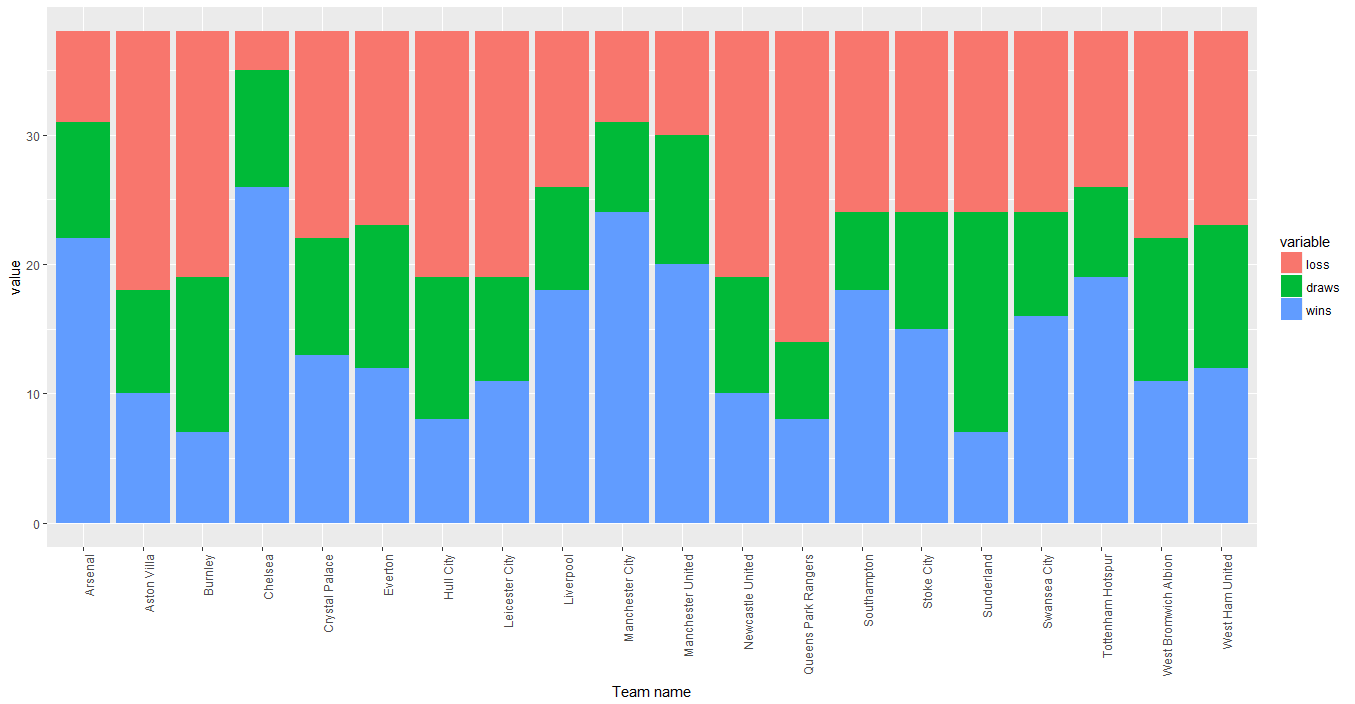 value
30
20
10
0
Arsenal
Aston Villa
Burnley
Chelsea
Crystal Palace
Everton
Hull City
Leicester City
Liverpool
Manchester City
Manchester United
Newcastle United
Queens Park Rangers
Southampton
Stoke City
Sunderland
Swansea City
Tottenham Hotspur
West Bromwich Albion
West Ham United
Team name
variable
loss
draws
wins